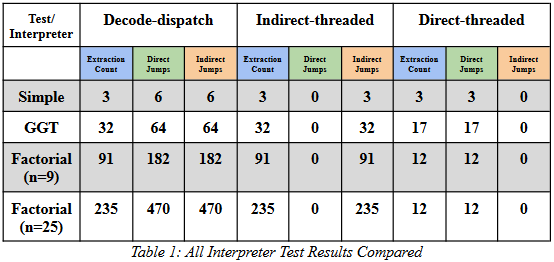 Test/ Interpreter Decode-dispatch Indirect-threaded Direct-threaded
Extraction Count Direct Jumps Indirect Jumps Extraction Count Direct Jumps Indirect Jumps Extraction Count Direct Jumps Indirect Jumps
Simple 3 6 6 3 0 3 3 3 0
GGT 32 64 64 32 0 32 17 17 0
Factorial (n=9) 91 182 182 91 0 91 12 12 0
Factorial (n=25) 235 470 470 235 0 235 12 12 0
Table 1: All Interpreter Test Results Compared